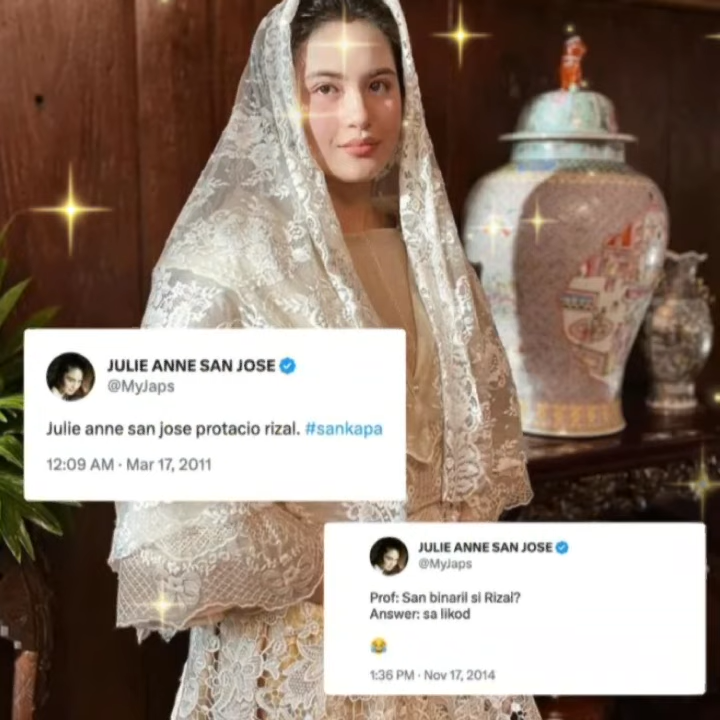 JULIE ANNE SAN JOSE
@MyJaps
Julie anne san jose protacio rizal. #sankapa
12:09 AM · Mar 17, 2011
JULIE ANNE SAN JOSE
@MyJaps
Prof: San binaril si Rizal?
Answer: sa likod
😂
1:36 PM · Nov 17, 2014